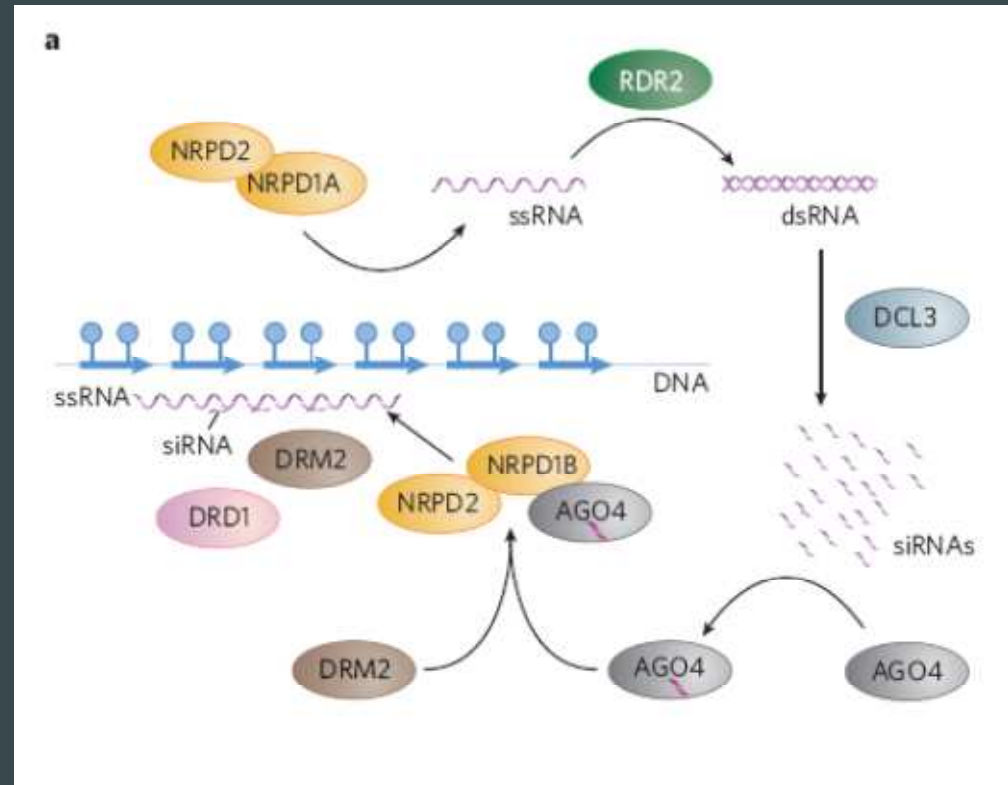 a
RDR2
NRPD2
NRPD1A
ssRNA
dsRNA
DCL3
DNA
ssRNA
siRNA
DRM2
NRPD1B
NRPD2
AGO4
DRD1
siRNAs
DRM2
AGO4
AGO4